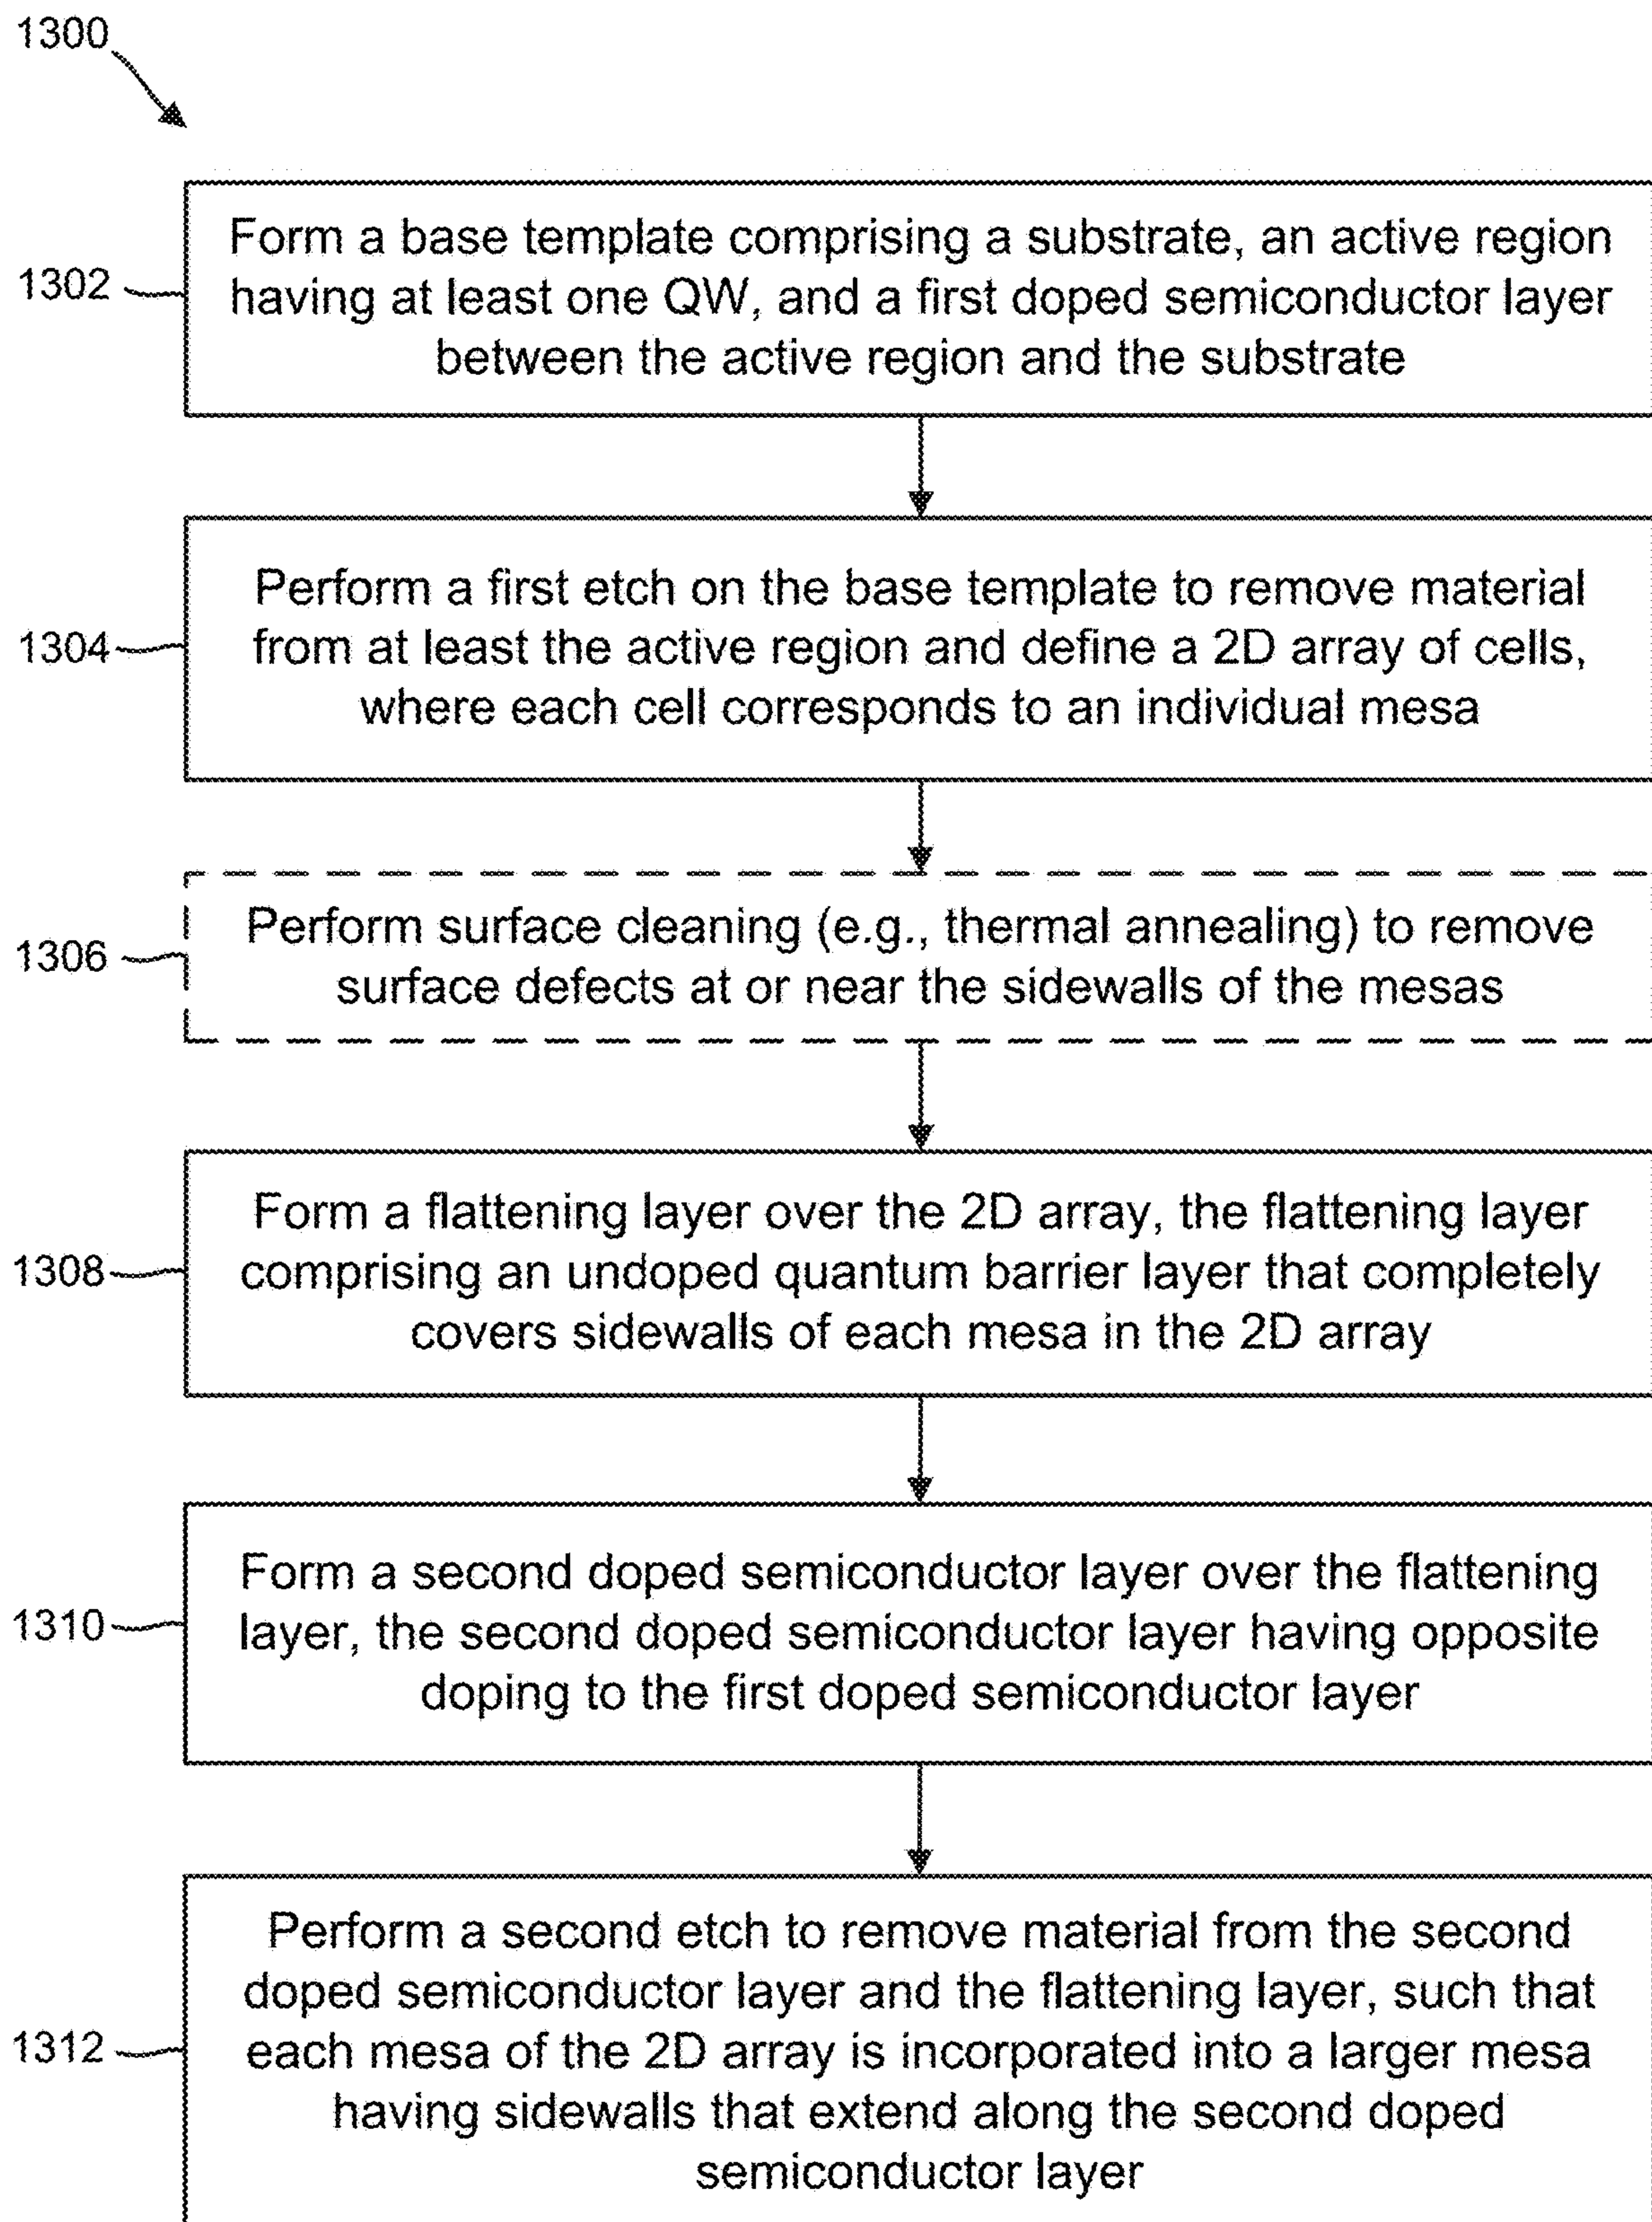 1300
1302
Form a base template comprising a substrate, an active region
having at least one QW, and a first doped semiconductor layer
between the active region and the substrate
1304
Perform a first etch on the base template to remove material
from at least the active region and define a 2D array of cells,
where each cell corresponds to an individual mesa
1306
Perform surface cleaning (e.g., thermal annealing) to remove
surface defects at or near the sidewalls of the mesas
1308
Form a flattening layer over the 2D array, the flattening layer
comprising an undoped quantum barrier layer that completely
covers sidewalls of each mesa in the 2D array
1310
Form a second doped semiconductor layer over the flattening
layer, the second doped semiconductor layer having opposite
doping to the first doped semiconductor layer
1312
Perform a second etch to remove material from the second
doped semiconductor layer and the flattening layer, such that
each mesa of the 2D array is incorporated into a larger mesa
having sidewalls that extend along the second doped
semiconductor layer